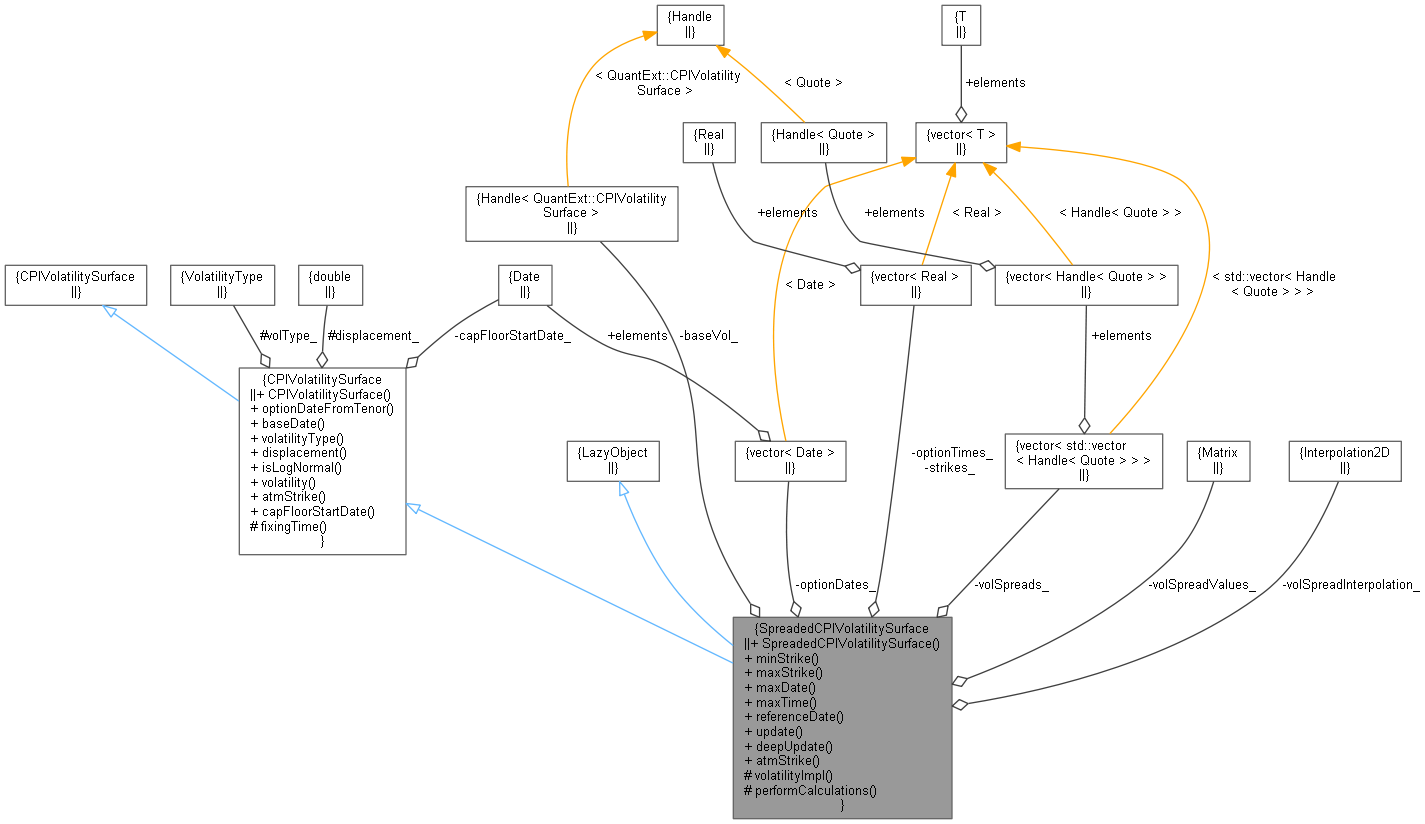 {Handle
||}
{T
||}
< QuantExt::CPIVolatility
Surface >
< Quote >
+elements
{Real
||}
{Handle< Quote >
||}
{vector< T >
||}
{Handle< QuantExt::CPIVolatility
Surface >
||}
+elements
+elements
< Real >
< Handle< Quote > >
{CPIVolatilitySurface
||}
{VolatilityType
||}
{double
||}
{Date
||}
< Date >
{vector< Real >
||}
{vector< Handle< Quote > >
||}
< std::vector< Handle
< Quote > > >
#volType_
#displacement_
-capFloorStartDate_
+elements
-baseVol_
+elements
{CPIVolatilitySurface
||+ CPIVolatilitySurface()
+ optionDateFromTenor()
+ baseDate()
+ volatilityType()
+ displacement()
+ isLogNormal()
+ volatility()
+ atmStrike()
+ capFloorStartDate()
# fixingTime()
}
{LazyObject
||}
{vector< Date >
||}
-optionTimes_
-strikes_
{vector< std::vector
< Handle< Quote > > >
||}
{Matrix
||}
{Interpolation2D
||}
-optionDates_
-volSpreads_
-volSpreadValues_
-volSpreadInterpolation_
{SpreadedCPIVolatilitySurface
||+ SpreadedCPIVolatilitySurface()
+ minStrike()
+ maxStrike()
+ maxDate()
+ maxTime()
+ referenceDate()
+ update()
+ deepUpdate()
+ atmStrike()
# volatilityImpl()
# performCalculations()
}